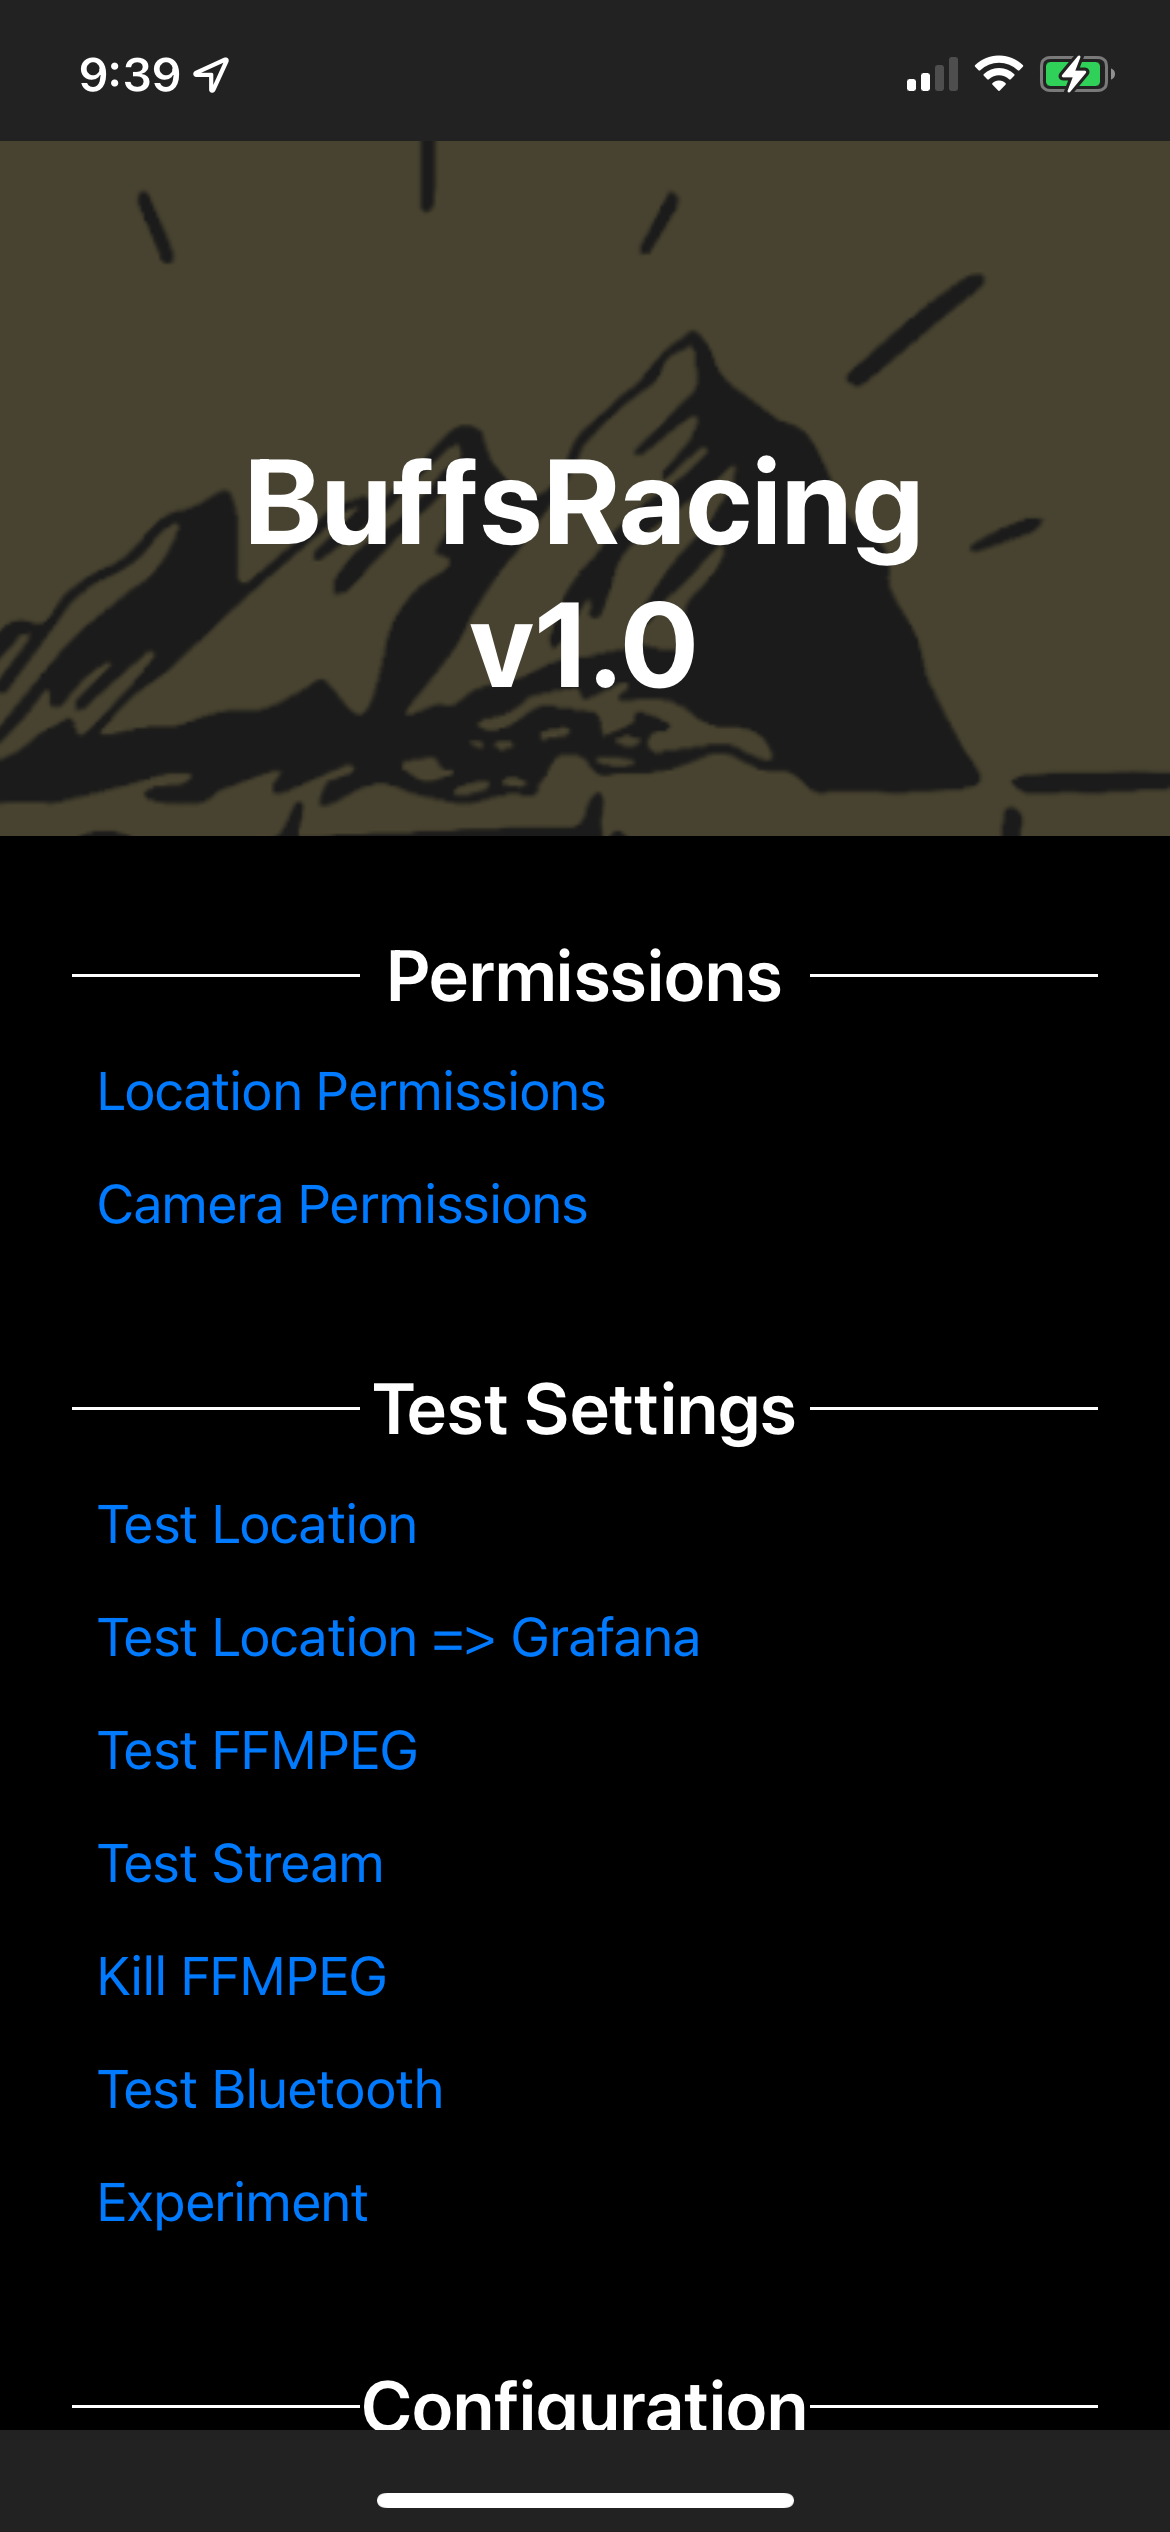 9:39
BuffsRacing
v1.0
Permissions
Location Permissions
Camera Permissions
Test Settings
Test Location
Test Location => Grafana
Test FFMPEG
Test Stream
Kill FFMPEG
Test Bluetooth
Experiment
Configuration